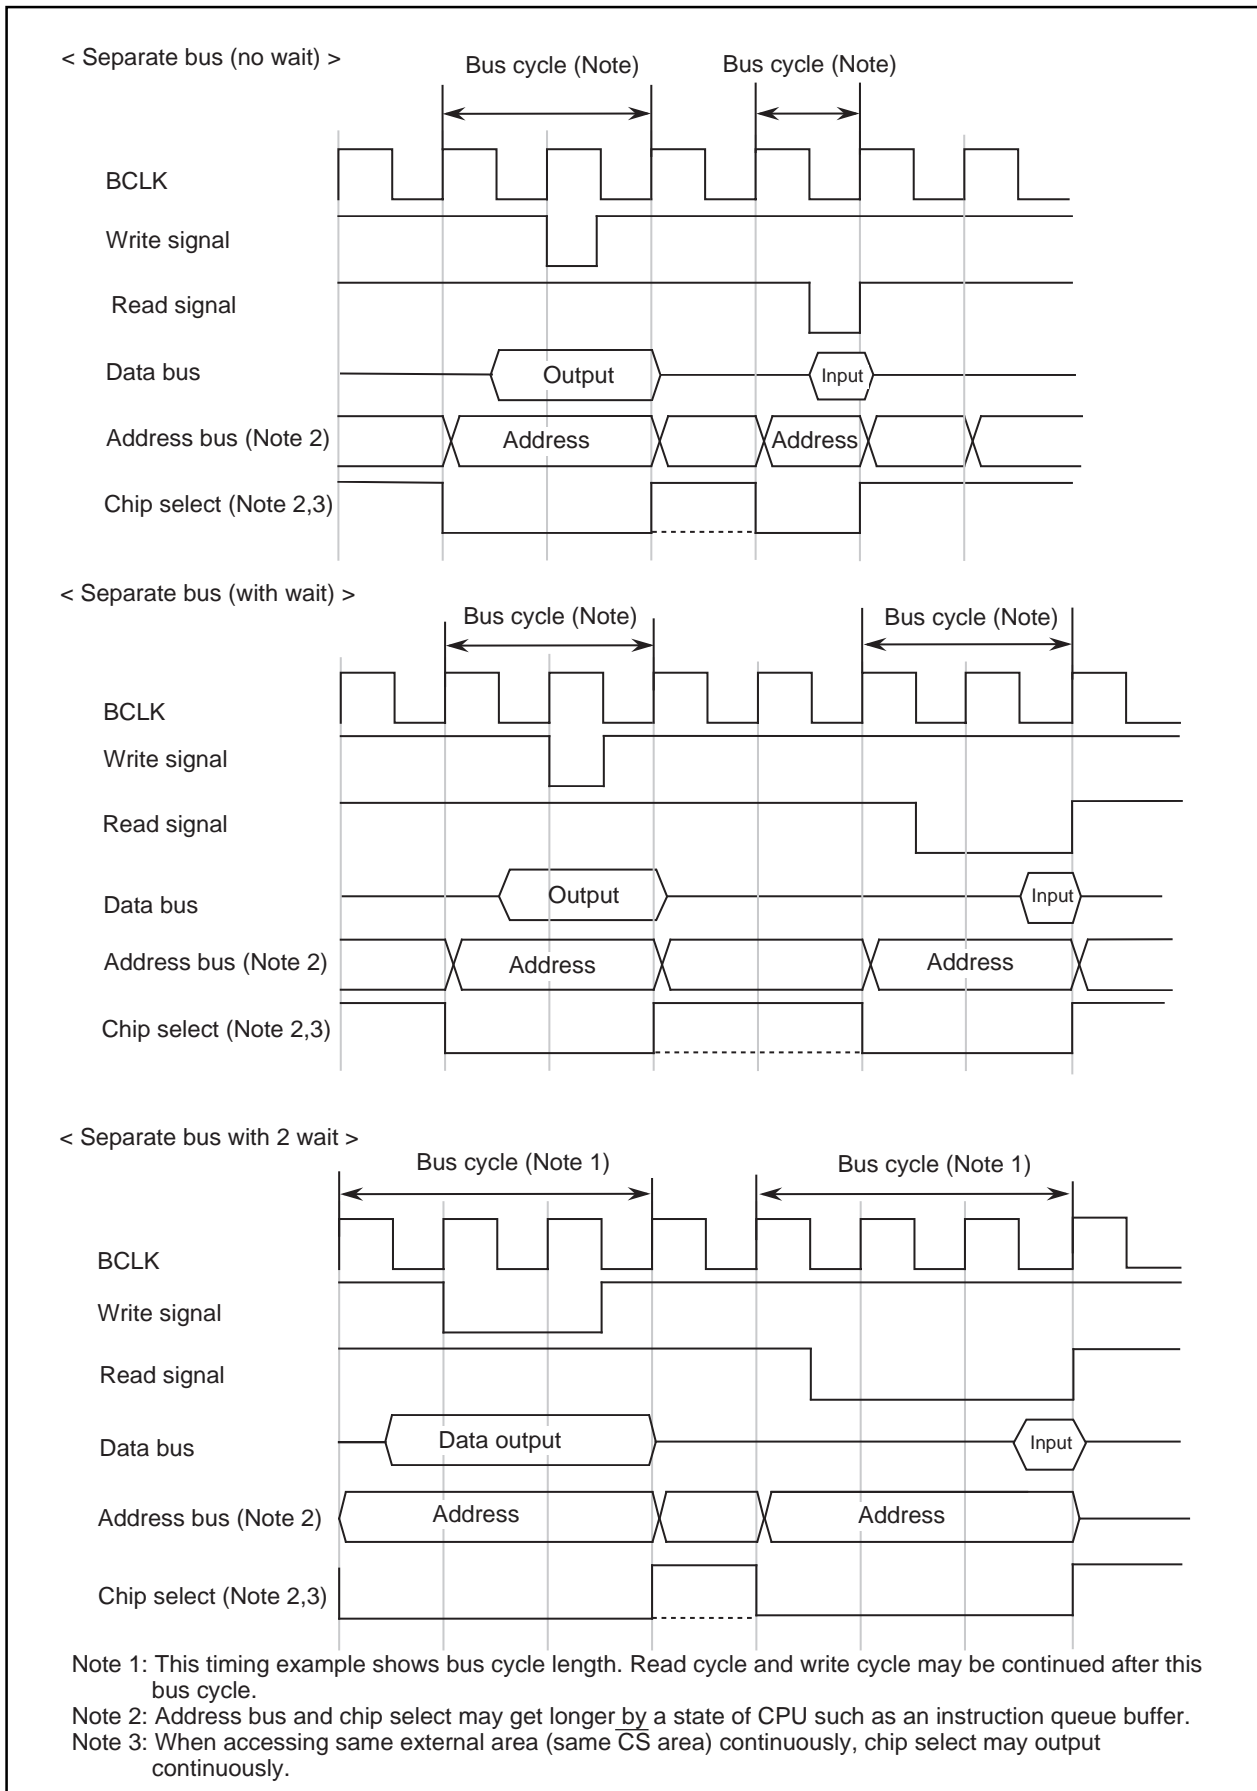 < Separate bus (no wait) >
Bus cycle (Note)
Bus cycle (Note)
BCLK
Write signal
Read signal
Data bus
Output
Input
Address bus (Note 2)
Address
Address
Chip select (Note 2,3)
< Separate bus (with wait) >
Bus cycle (Note)
Bus cycle (Note)
BCLK
Write signal
Read signal
Data bus
Output
Input
Address bus (Note 2)
Address
Address
Chip select (Note 2,3)
< Separate bus with 2 wait >
Bus cycle (Note 1)
Bus cycle (Note 1)
BCLK
Write signal
Read signal
Data bus
Data output
Input
Address bus (Note 2)
Address
Address
Chip select (Note 2,3)
Note 1: This timing example shows bus cycle length. Read cycle and write cycle may be continued after this
bus cycle.
Note 2: Address bus and chip select may get longer by a state of CPU such as an instruction queue buffer.
Note 3: When accessing same external area (same C̅S̅ area) continuously, chip select may output
continuously.